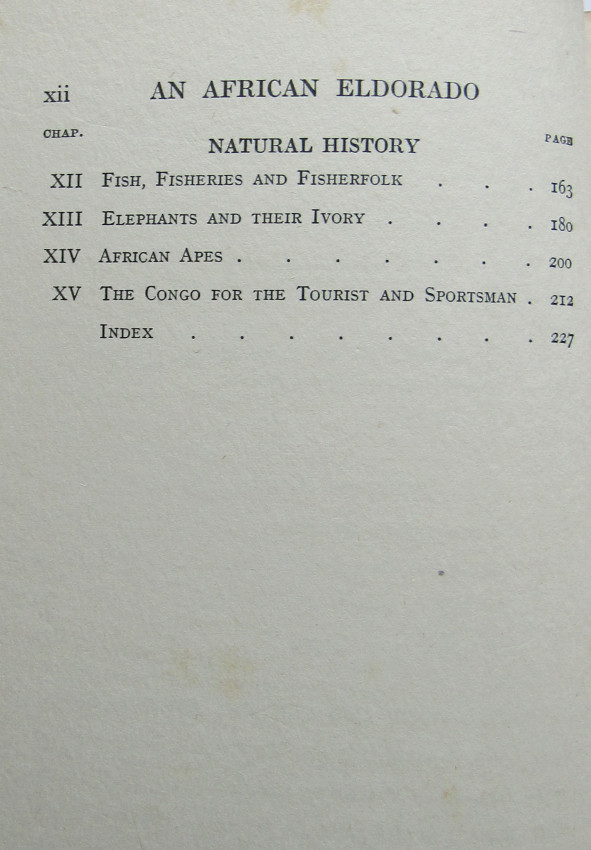 xii AN AFRICAN ELDORADO
CHAP. PAGE
NATURAL HISTORY
XII FISH, FISHERIES AND FISHERFOLK . . . 163
XIII ELEPHANTS AND THEIR IVORY . . . . 180
XIV AFRICAN APES . . . . . . . 200
XV THE CONGO FOR THE TOURIST AND SPORTSMAN . 212
INDEX . . . . . . . . 227